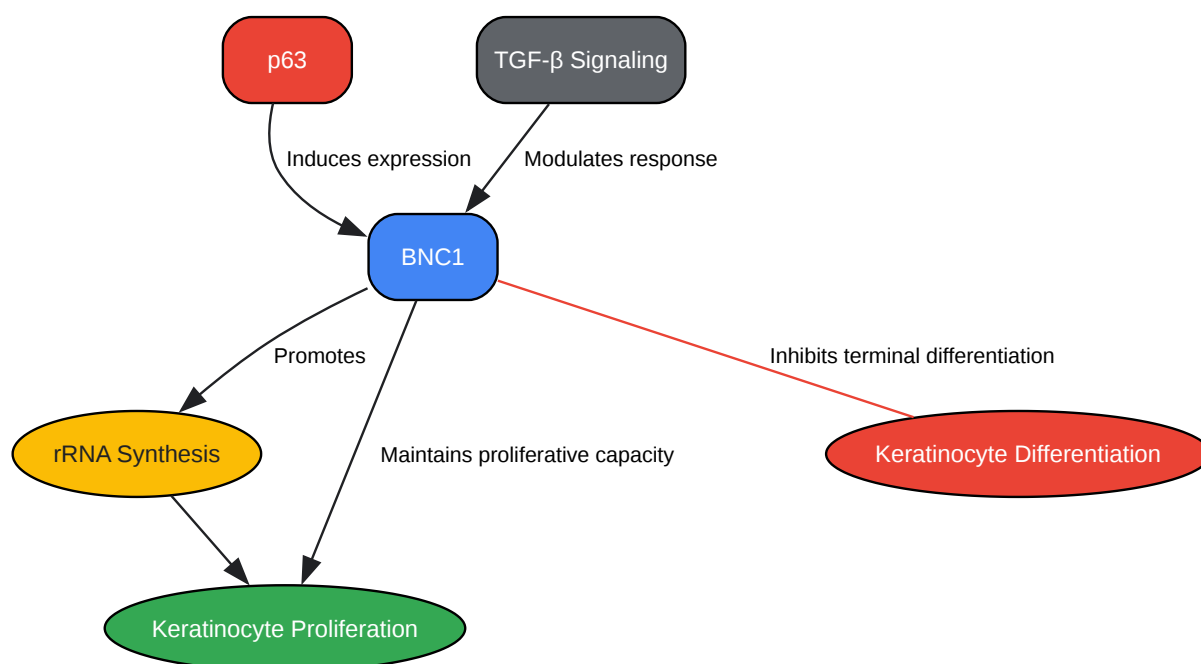 p63
TGF-β Signaling
Induces expression
Modulates response
BNC1
Promotes
Inhibits terminal differentiation
rRNA Synthesis
Maintains proliferative capacity
Keratinocyte Differentiation
Keratinocyte Proliferation